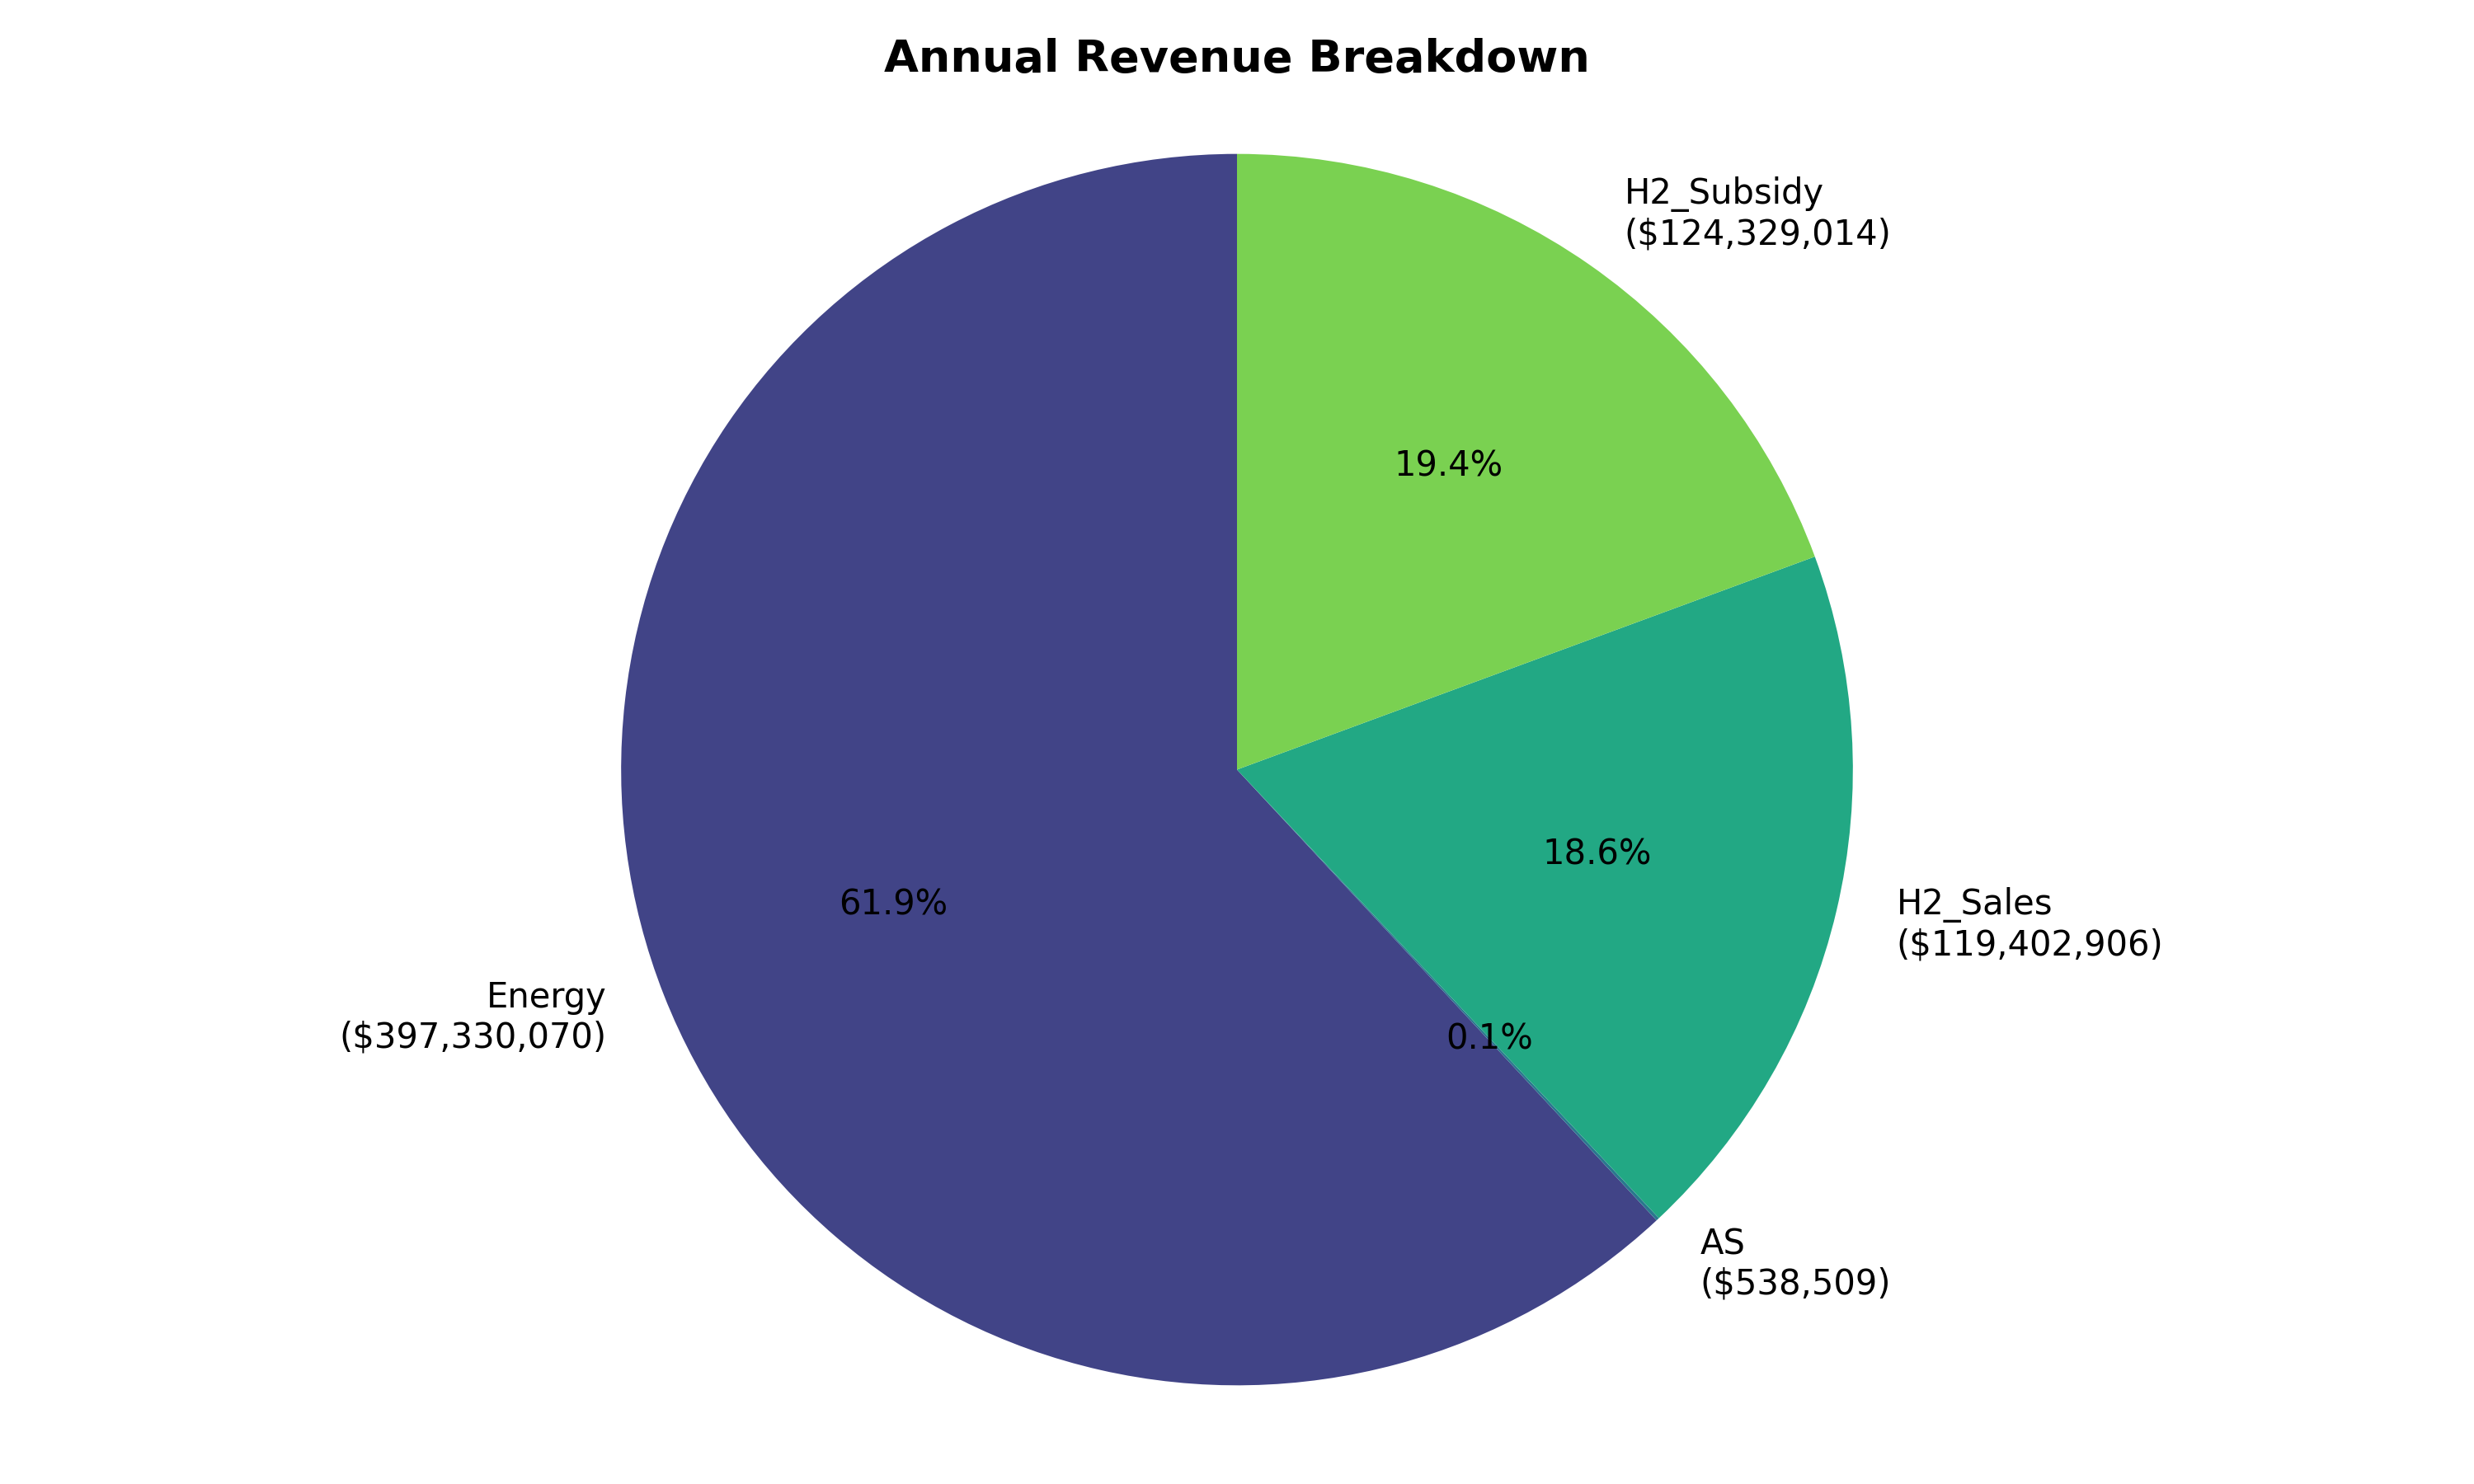 Annual Revenue Breakdown
H2_Subsidy
($124,329,014)
19.4%
18.6%
61.9%
H2_Sales
($119,402,906)
Energy
($397,330,070)
0.1%
AS
($538,509)